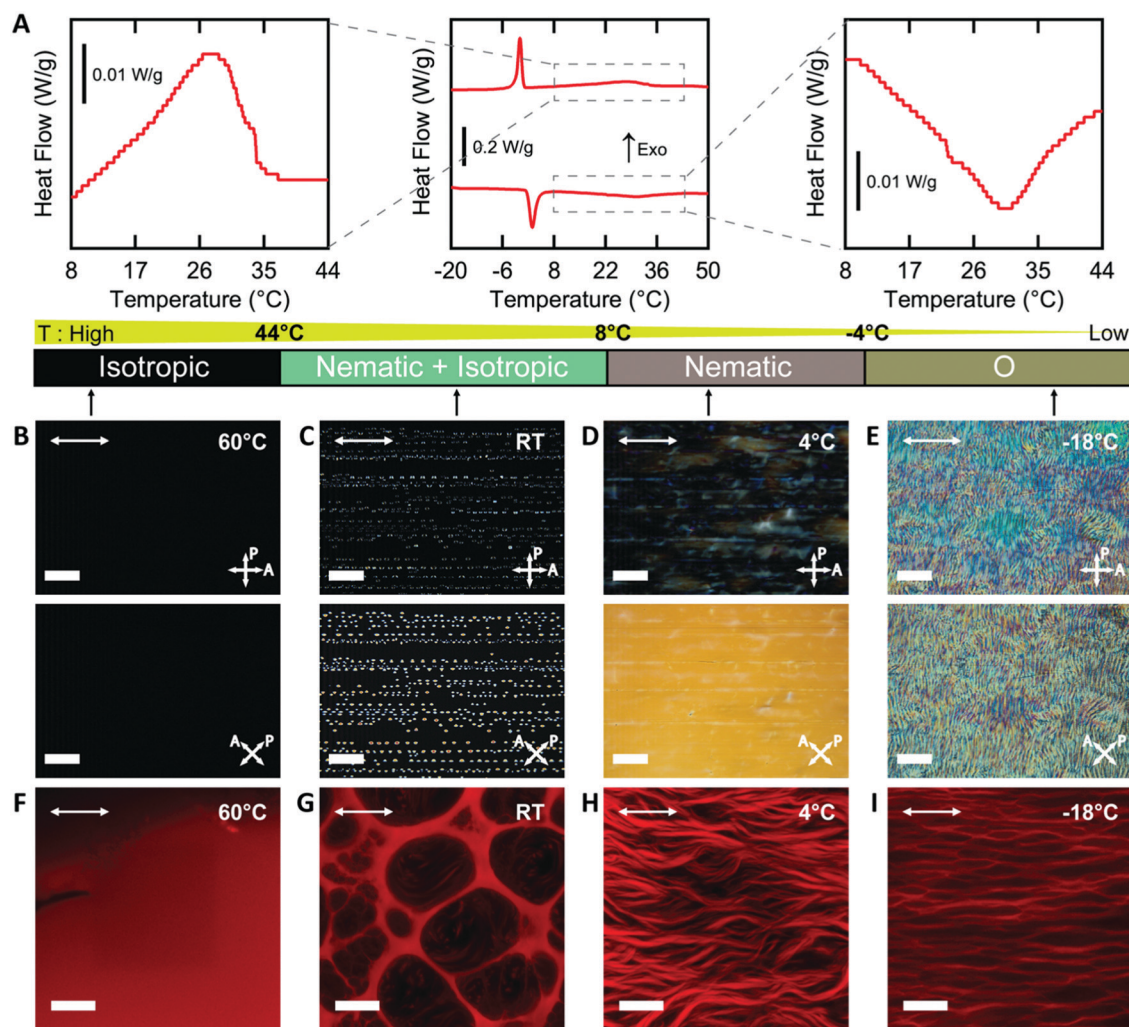 A
0.01 W/g
Heat Flow (W/g)
8 17 26 35 44
Temperature (°C)
0.2 W/g
Exo
Heat Flow (W/g)
-20 -6 8 22 36 50
Temperature (°C)
0.01 W/g
Heat Flow (W/g)
8 17 26 35 44
Temperature (°C)
T : High 44°C 8°C -4°C Low
Isotropic Nematic + Isotropic Nematic O
B 60°C
P
A
C RT
P
A
D 4°C
P
A
E -18°C
P
A
A P
A P
A P
A P
F 60°C
G RT
H 4°C
I -18°C